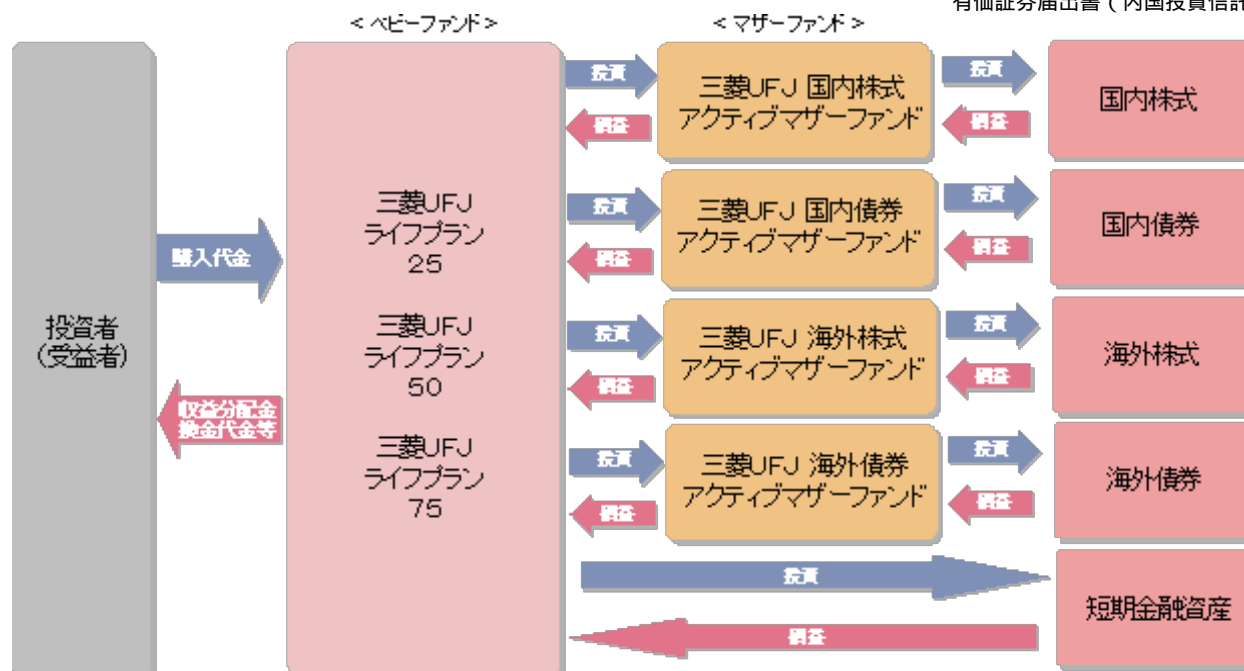 有価証券届出書(内国投資信託
<ベビーファンド>
<マザーファンド>
投資者
(受益者)
購入代金
収益分配金
換金代金等
三菱UFJ
ライフプラン
25
三菱UFJ
ライフプラン
50
三菱UFJ
ライフプラン
75
投資
損益
三菱UFJ 国内株式
アクティブマザーファンド
投資
損益
国内株式
投資
損益
三菱UFJ 国内債券
アクティブマザーファンド
投資
損益
国内債券
投資
損益
三菱UFJ 海外株式
アクティブマザーファンド
投資
損益
海外株式
投資
損益
三菱UFJ 海外債券
アクティブマザーファンド
投資
損益
海外債券
投資
損益
短期金融資産